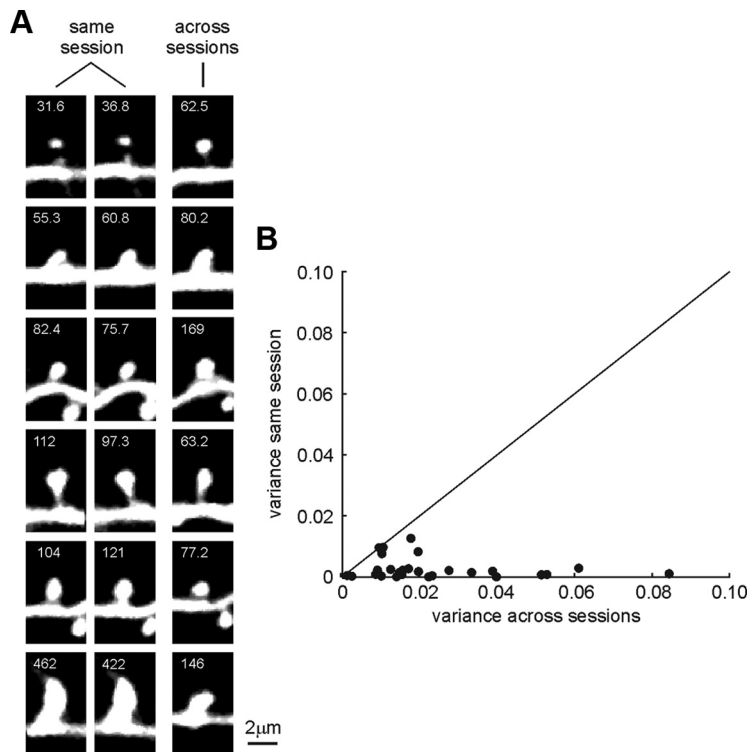 A
same
session
across
sessions
31.6 36.8 62.5
55.3 60.8 80.2
82.4 75.7 169
112 97.3 63.2
104 121 77.2
462 422 146
2μm
B
0.10
0.06
0.04
0.02
0
variance same session
0 0.02 0.04 0.06 0.08 0.10
variance across sessions